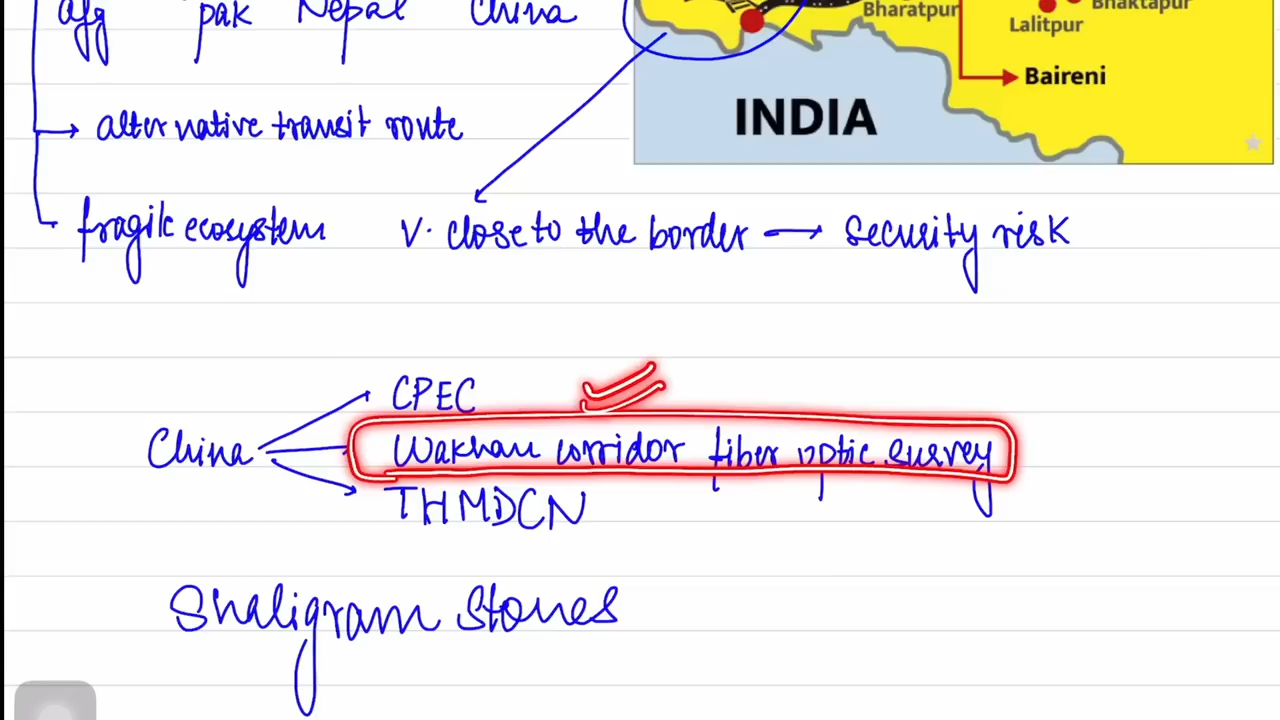 afg pak Nepal China
Bharatpur
Bhaktapur
Lalitpur
Baireni
INDIA
alternative transit route
fragile ecosystem v. close to the border → security risk
CPEC
China Wakhan corridor fiber optic survey
THMDCN
Shaligram stones